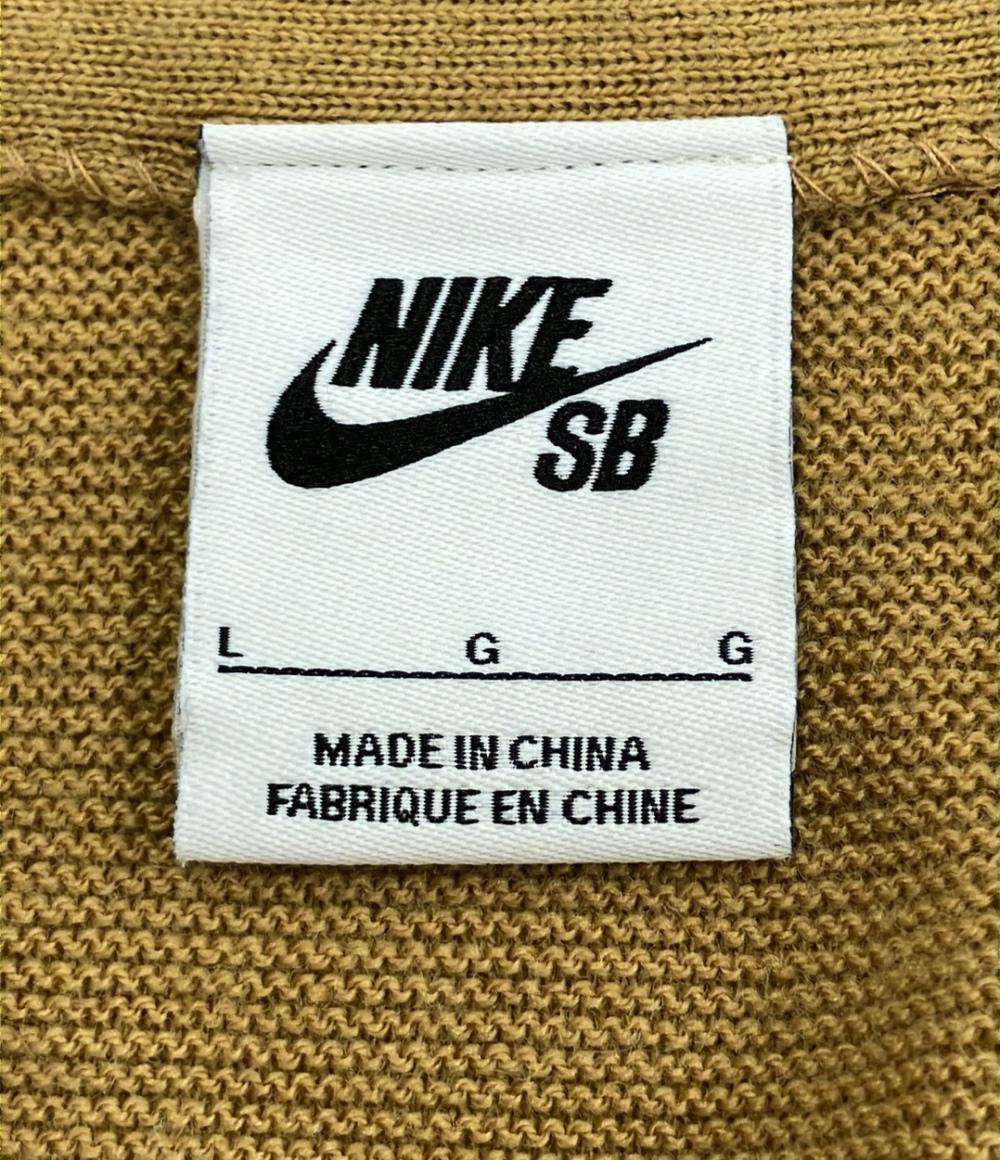 NIKE
SB
L G G
MADE IN CHINA
FABRIQUE EN CHINE